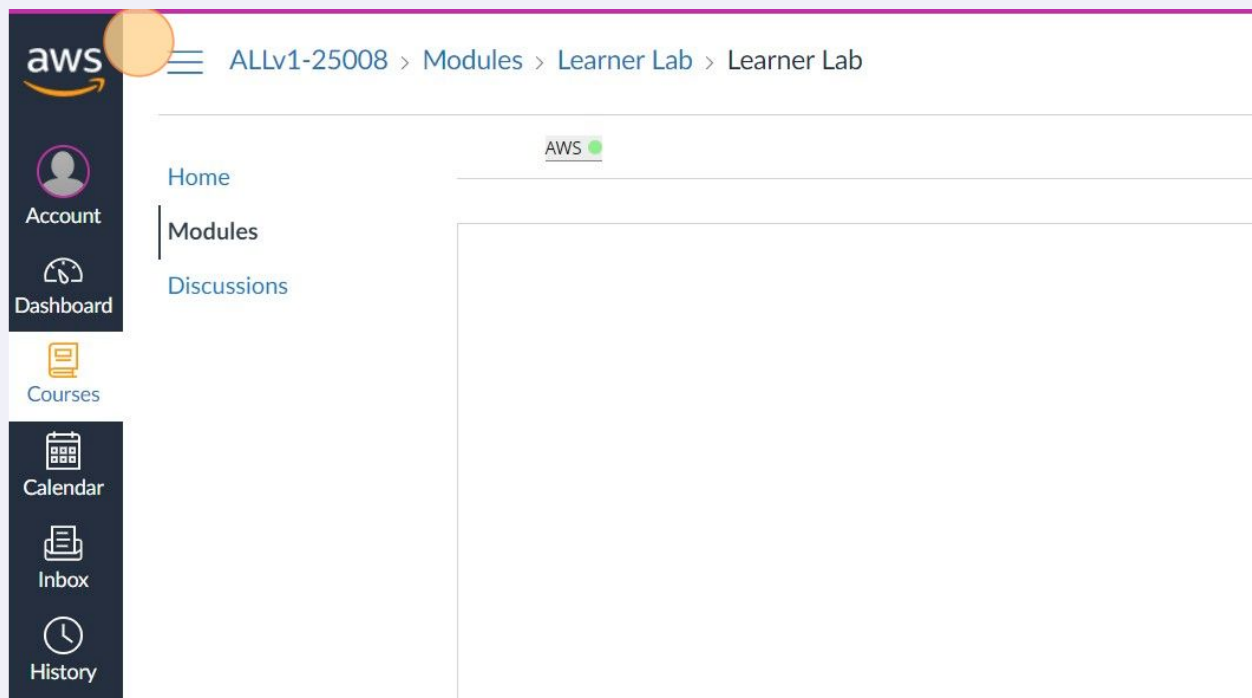 aws
ALLv1-25008 > Modules > Learner Lab > Learner Lab
AWS
Home
Modules
Discussions
Account
Dashboard
Courses
Calendar
Inbox
History